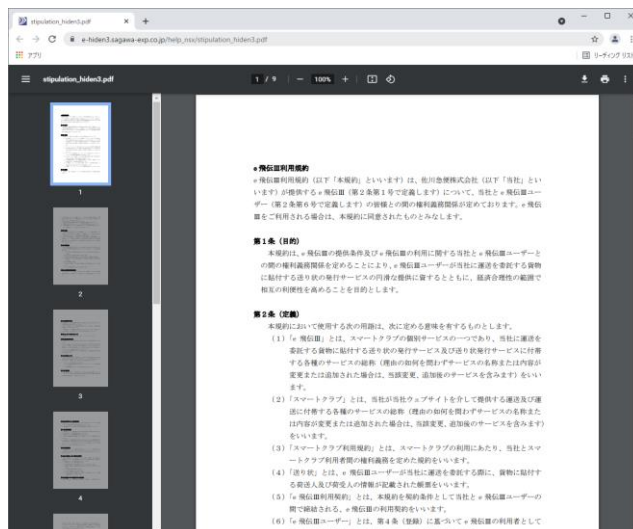 stipulation_hiden3.pdf
e-hiden3.sagawa-exp.co.jp/help_nsx/stipulation_hiden3.pdf
アプリ
リーディング リスト
stipulation_hiden3.pdf
1 / 9
100%
1
2
3
4
e 飛伝Ⅲ利用規約
e 飛伝Ⅲ利用規約（以下「本規約」といいます）は、佐川急便株式会社（以下「当社」とい
います）が提供するe 飛伝Ⅲ（第2条第1号で定義します）について、当社とe 飛伝Ⅲユー
ザー（第2条第6号で定義します）の皆様との間の権利義務関係が定めております。e 飛伝
Ⅲをご利用される場合は、本規約に同意されたものとみなします。
第1条（目的）
本規約は、e 飛伝Ⅲの提供条件及びe 飛伝Ⅲの利用に関する当社とe 飛伝Ⅲユーザーと
の間の権利義務関係を定めることにより、e 飛伝Ⅲユーザーが当社に運送を委託する貨物
に貼付する送り状の発行サービスの円滑な提供に資するとともに、経済合理性の範囲で
相互の利便性を高めることを目的とします。
第2条（定義）
本規約において使用する次の用語は、次に定める意味を有するものとします。
（1）「e 飛伝Ⅲ」とは、スマートクラブの個別サービスの一つであり、当社に運送を
委託する貨物に貼付する送り状の発行サービス及び送り状発行サービスに付帯
する各種のサービスの総称（理由の如何を問わずサービスの名称または内容が
変更または追加された場合は、当該変更、追加後のサービスを含みます）をいい
ます。
（2）「スマートクラブ」とは、当社が当社ウェブサイトを介して提供する運送及び運
送に付帯する各種のサービスの総称（理由の如何を問わずサービスの名称また
は内容が変更または追加された場合は、当該変更、追加後のサービスを含みます）
をいいます。
（3）「スマートクラブ利用規約」とは、スマートクラブの利用にあたり、当社とスマ
ートクラブ利用者間の権利義務を定めた規約をいいます。
（4）「送り状」とは、e 飛伝Ⅲユーザーが当社に運送を委託する際に、貨物に貼付す
る荷送人及び荷受人の情報が記載された帳票をいいます。
（5）「e 飛伝Ⅲ利用契約」とは、本規約を契約条件として当社とe 飛伝Ⅲユーザーの
間で締結される、e 飛伝Ⅲの利用契約をいいます。
（6）「e 飛伝Ⅲユーザー」とは、第4条（登録）に基づいてe 飛伝Ⅲの利用者として